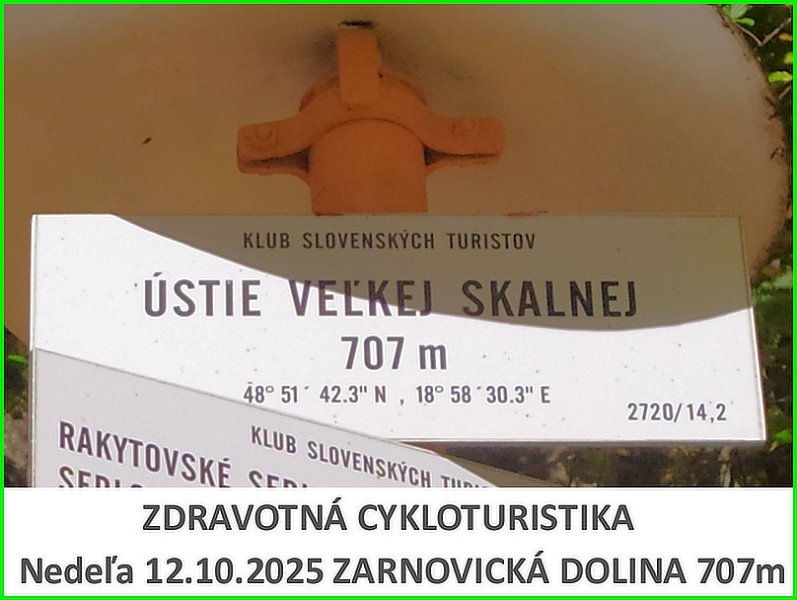 KLUB SLOVENSKÝCH TURISTOV
ÚSTIE VEĽKEJ SKALNEJ
707 m
48° 51´ 42.3" N , 18° 58´30.3" E
2720/14,2
KLUB SLOVENSKÝCH
RAKYTOVSKÉ
ZDRAVOTNÁ CYKLOTURISTIKA
Nedeľa 12.10.2025 ZARNOVICKÁ DOLINA 707m